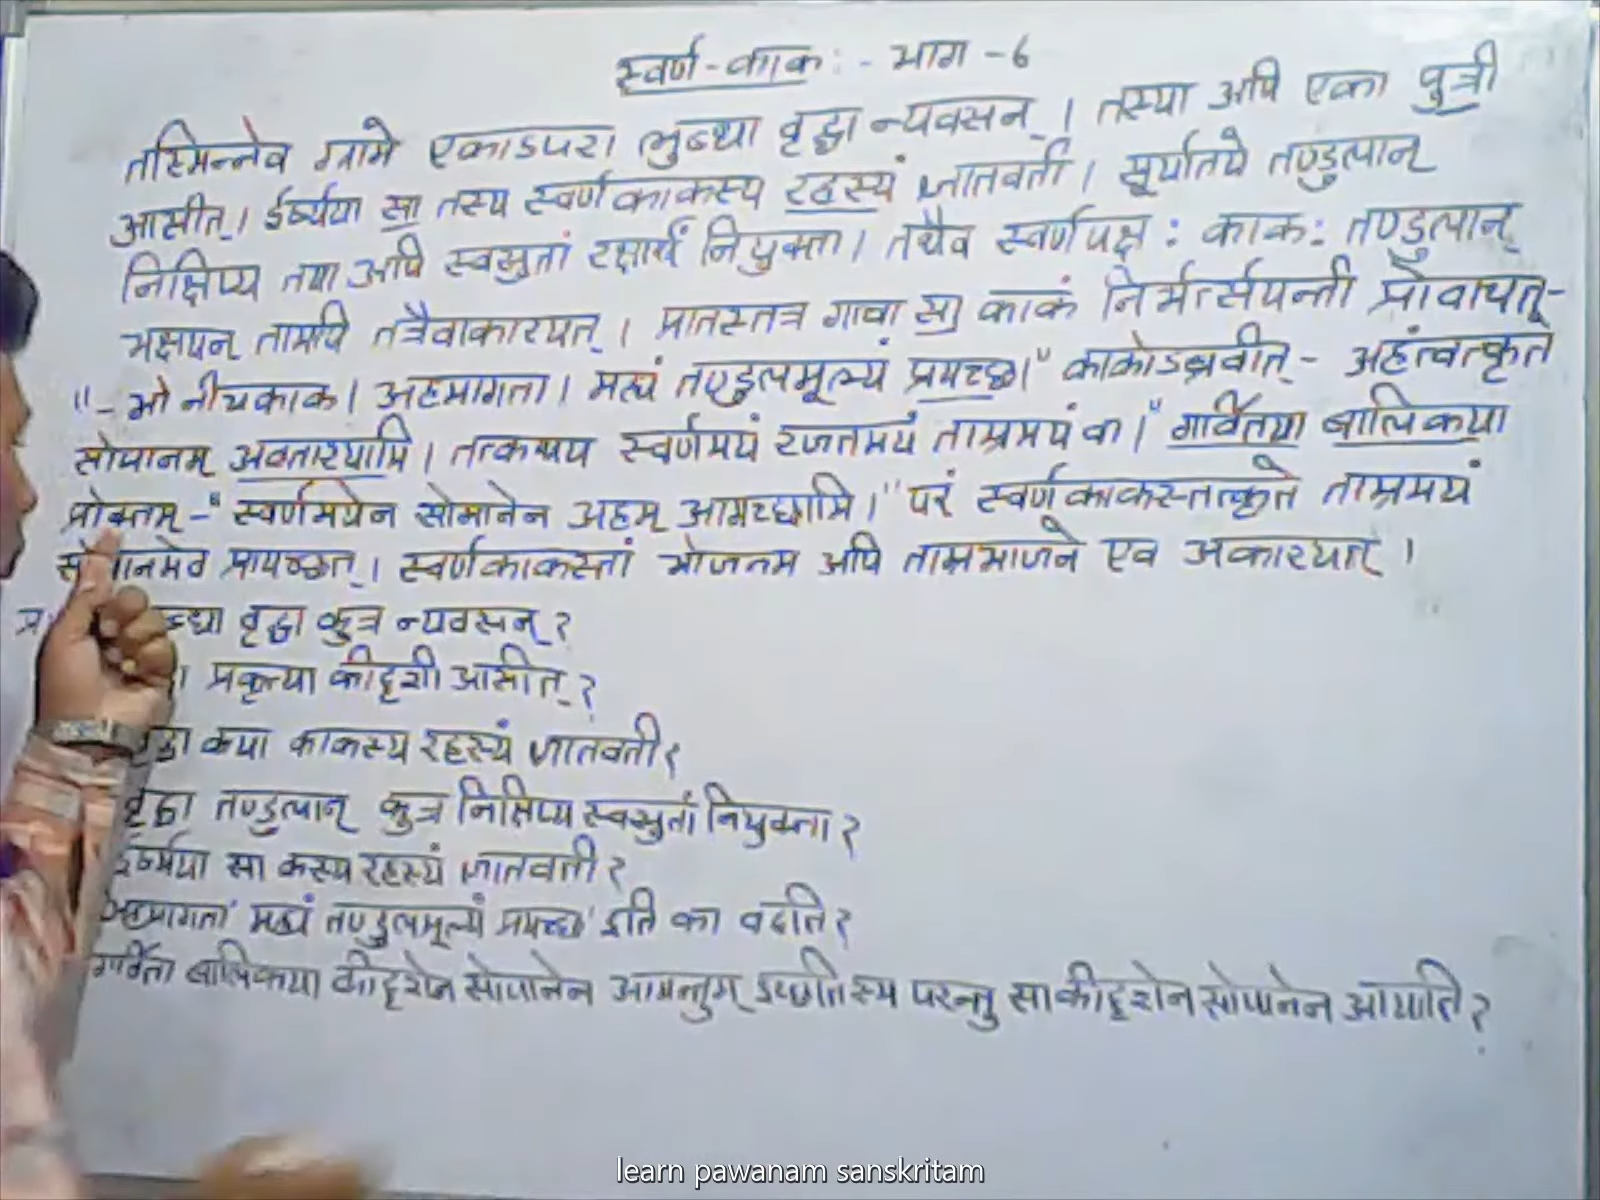 स्वर्ण-काक: - भाग - 6
तस्मिन्नेव ग्रामे एकाऽपरा लुब्धा वृद्धा न्यवसन् । तस्या अपि एका पुत्री
आसीत् । ईर्ष्यया सा तस्य स्वर्णकाकस्य रहस्यं ज्ञातवती । सूर्यातपे तण्डुलान्
निक्षिप्य तया अपि स्वसुतां रक्षार्थं नियुक्ता । तथैव स्वर्णपक्ष: काक: तण्डुलान्
भक्षयन् तामपि तत्रैवाकारयत् । प्रातस्तत्र गत्वा सा काकं निर्भर्त्सयन्ती प्रोवाचत्-
"- भो नीचकाक । अहमागता । मह्यं तण्डुलमूल्यं प्रयच्छ ।" काकोऽब्रवीत् - अहंत्वत्कृते
सोपानम् अवतारयामि । तत्कथय स्वर्णमयं रजतमयं ताम्रमयं वा ।" गर्वितया बालिकया
प्रोक्तम् - "स्वर्णमयेन सोपानेन अहम् आगच्छामि ।" परं स्वर्णकाकस्तत्कृते ताम्रमयं
सोपानमेव प्रायच्छत् । स्वर्णकाकस्तां भोजनम अपि ताम्रभाजने एव अकारयत् ।
वृद्धा कुत्र न्यवसन् ?
प्रकृत्या कीदृशी आसीत् ?
कया काकस्य रहस्यं ज्ञातवती ?
वृद्धा तण्डुलान् कुत्र निक्षिप्य स्वसुतां नियुक्ता ?
ईर्ष्यया सा कस्य रहस्यं ज्ञातवती ?
अहमागता मह्यं तण्डुलमूल्यं प्रयच्छ' इति का वदति ?
गर्विता बालिकया कीदृशेन सोपानेन आगन्तुम् इच्छति स्म परन्तु सा कीदृशेन सोपानेन आयाति ?
learn pawanam sanskritam